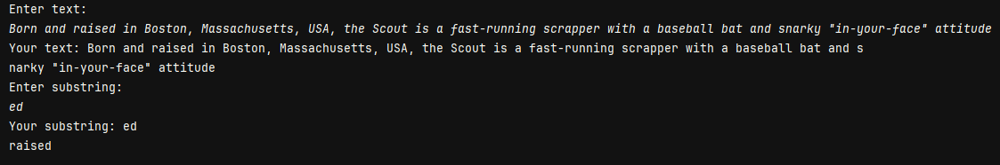 Enter text:
Born and raised in Boston, Massachusetts, USA, the Scout is a fast-running scrapper with a baseball bat and snarky "in-your-face" attitude
Your text: Born and raised in Boston, Massachusetts, USA, the Scout is a fast-running scrapper with a baseball bat and s
narky "in-your-face" attitude
Enter substring:
ed
Your substring: ed
raised